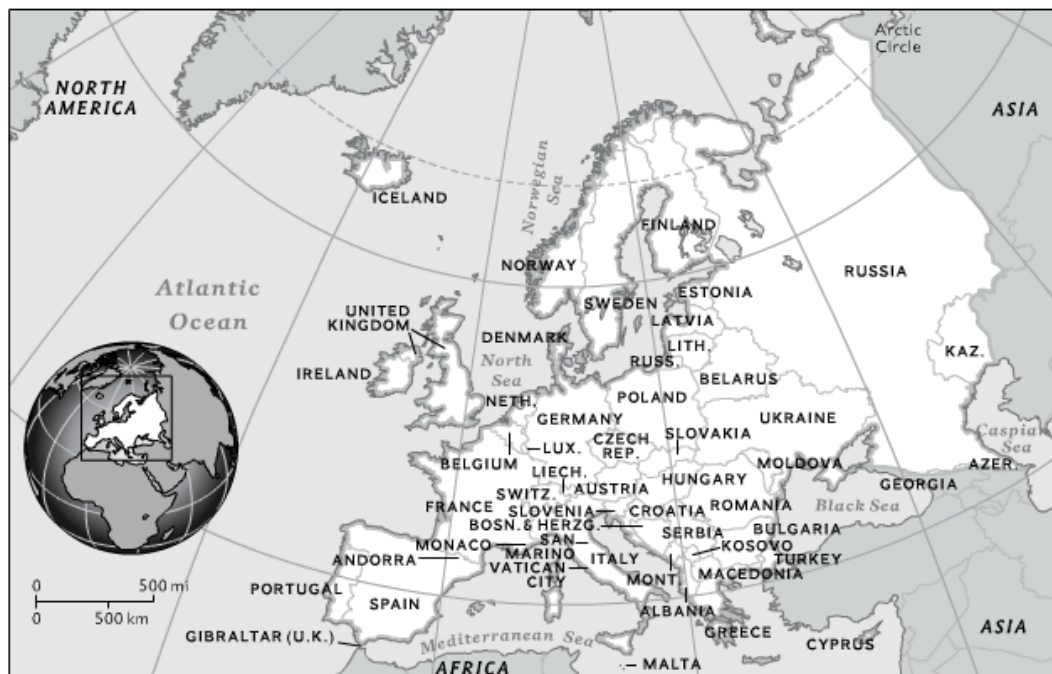 Arctic
Circle
NORTH
AMERICA
ASIA
Norwegian
Sea
ICELAND
FINLAND
NORWAY
RUSSIA
Atlantic
Ocean
ESTONIA
SWEDEN
UNITED
KINGDOM
LATVIA
DENMARK
LITH.
KAZ.
North
Sea
RUSS.
IRELAND
BELARUS
NETH.
POLAND
GERMANY
UKRAINE
CZECH
REP.
SLOVAKIA
Caspian
Sea
LUX.
BELGIUM
MOLDOVA
AZER.
LIECH.
HUNGARY
GEORGIA
SWITZ.
AUSTRIA
FRANCE
ROMANIA
Black Sea
SLOVENIA
CROATIA
BOSN. & HERZG.
SERBIA
BULGARIA
MONACO
SAN
MARINO
KOSOVO
ANDORRA
ITALY
TURKEY
VATICAN
CITY
MACEDONIA
MONT.
0 500 mi
0 500 km
PORTUGAL
SPAIN
ALBANIA
GREECE
ASIA
GIBRALTAR (U.K.)
Mediterranean Sea
CYPRUS
AFRICA
MALTA